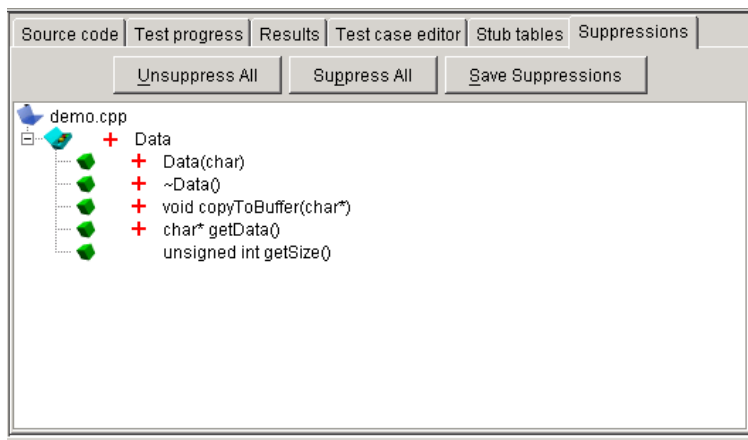 Source code Test progress Results Test case editor Stub tables Suppressions
Unsuppress All Suppress All Save Suppressions
demo.cpp
Data
Data(char)
~Data()
void copyToBuffer(char*)
char* getData()
unsigned int getSize()